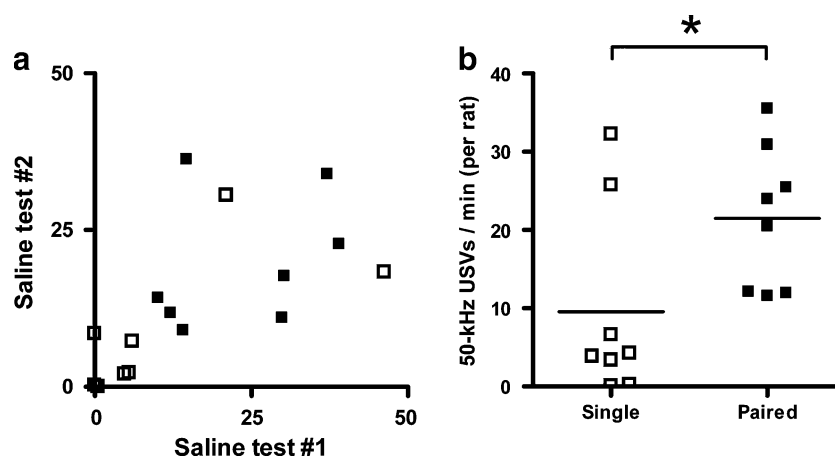 a
50
25
0
Saline test #2
0
25
50
Saline test #1
b
*
40
30
20
10
0
50-kHz USVs / min (per rat)
Single
Paired